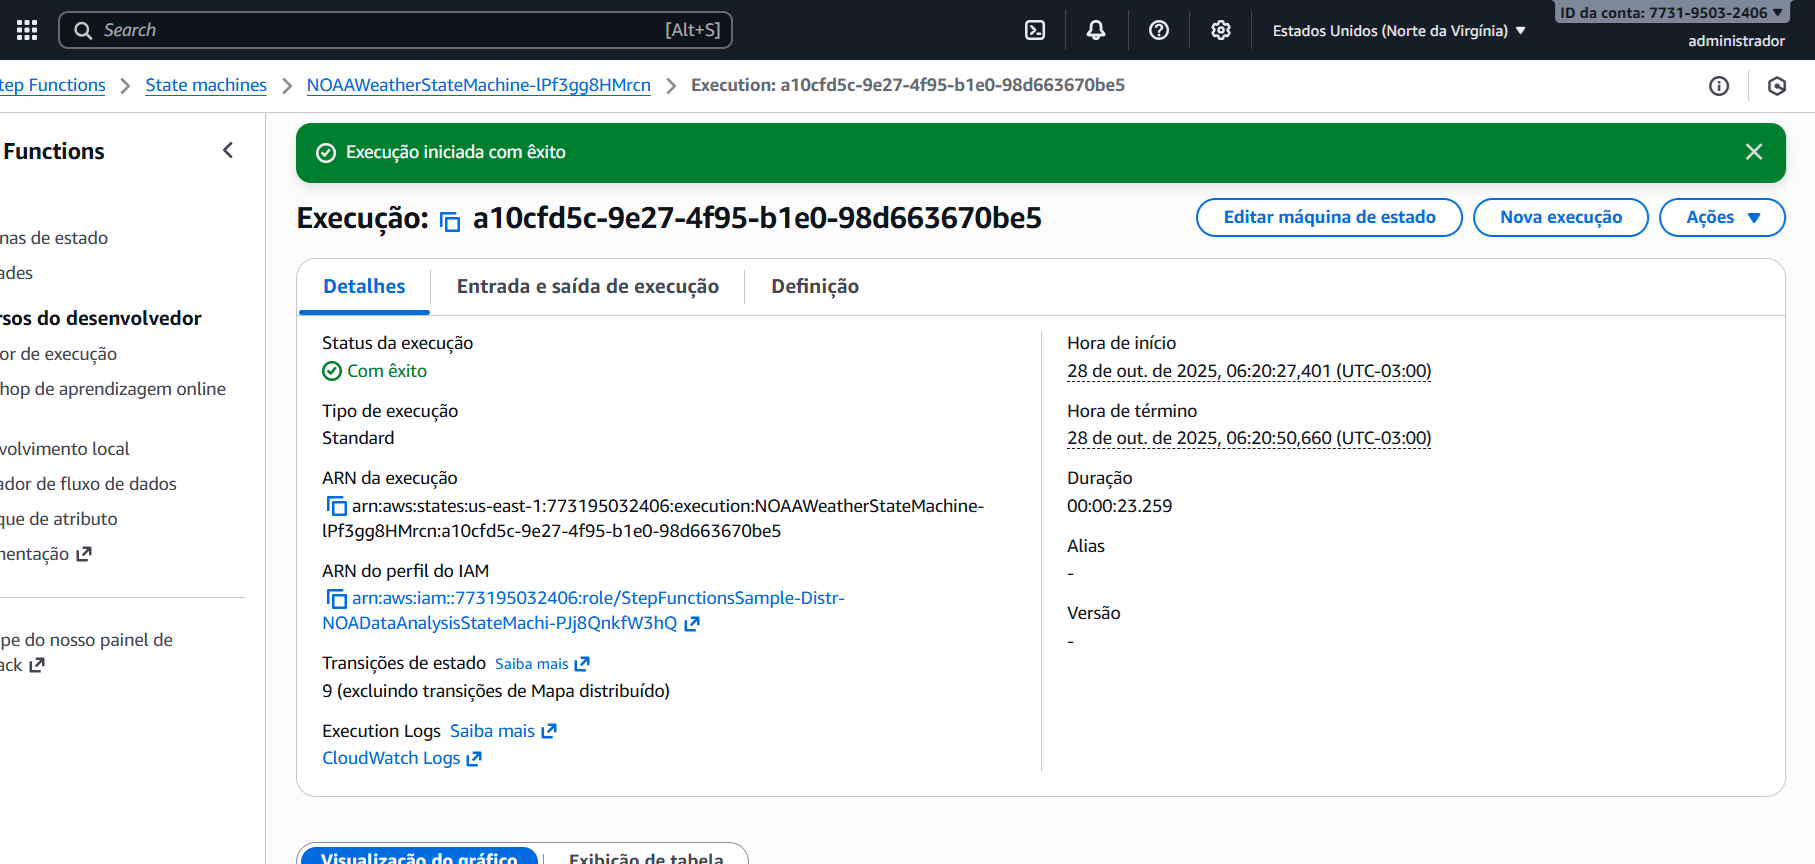 Search
[Alt+S]
Estados Unidos (Norte da Virgínia)
ID da conta: 7731-9503-2406
administrador
tep Functions
State machines
NOAAWeatherStateMachine-lPf3gg8HMrcn
Execution: a10cfd5c-9e27-4f95-b1e0-98d663670be5
Functions
nas de estado
ades
rsos do desenvolvedor
or de execução
hop de aprendizagem online
volvimento local
ador de fluxo de dados
que de atributo
mentação
pe do nosso painel de
ack
Execução iniciada com êxito
Execução: a10cfd5c-9e27-4f95-b1e0-98d663670be5
Editar máquina de estado
Nova execução
Ações
Detalhes
Entrada e saída de execução
Definição
Status da execução
Com êxito
Tipo de execução
Standard
ARN da execução
arn:aws:states:us-east-1:773195032406:execution:NOAAWeatherStateMachine-
lPf3gg8HMrcn:a10cfd5c-9e27-4f95-b1e0-98d663670be5
ARN do perfil do IAM
arn:aws:iam::773195032406:role/StepFunctionsSample-Distr-
NOADataAnalysisStateMachi-PJj8QnkfW3hQ
Transições de estado Saiba mais
9 (excluindo transições de Mapa distribuído)
Execution Logs Saiba mais
CloudWatch Logs
Hora de início
28 de out. de 2025, 06:20:27,401 (UTC-03:00)
Hora de término
28 de out. de 2025, 06:20:50,660 (UTC-03:00)
Duração
00:00:23.259
Alias
-
Versão
-
Visualização do gráfico
Exibição de tabela